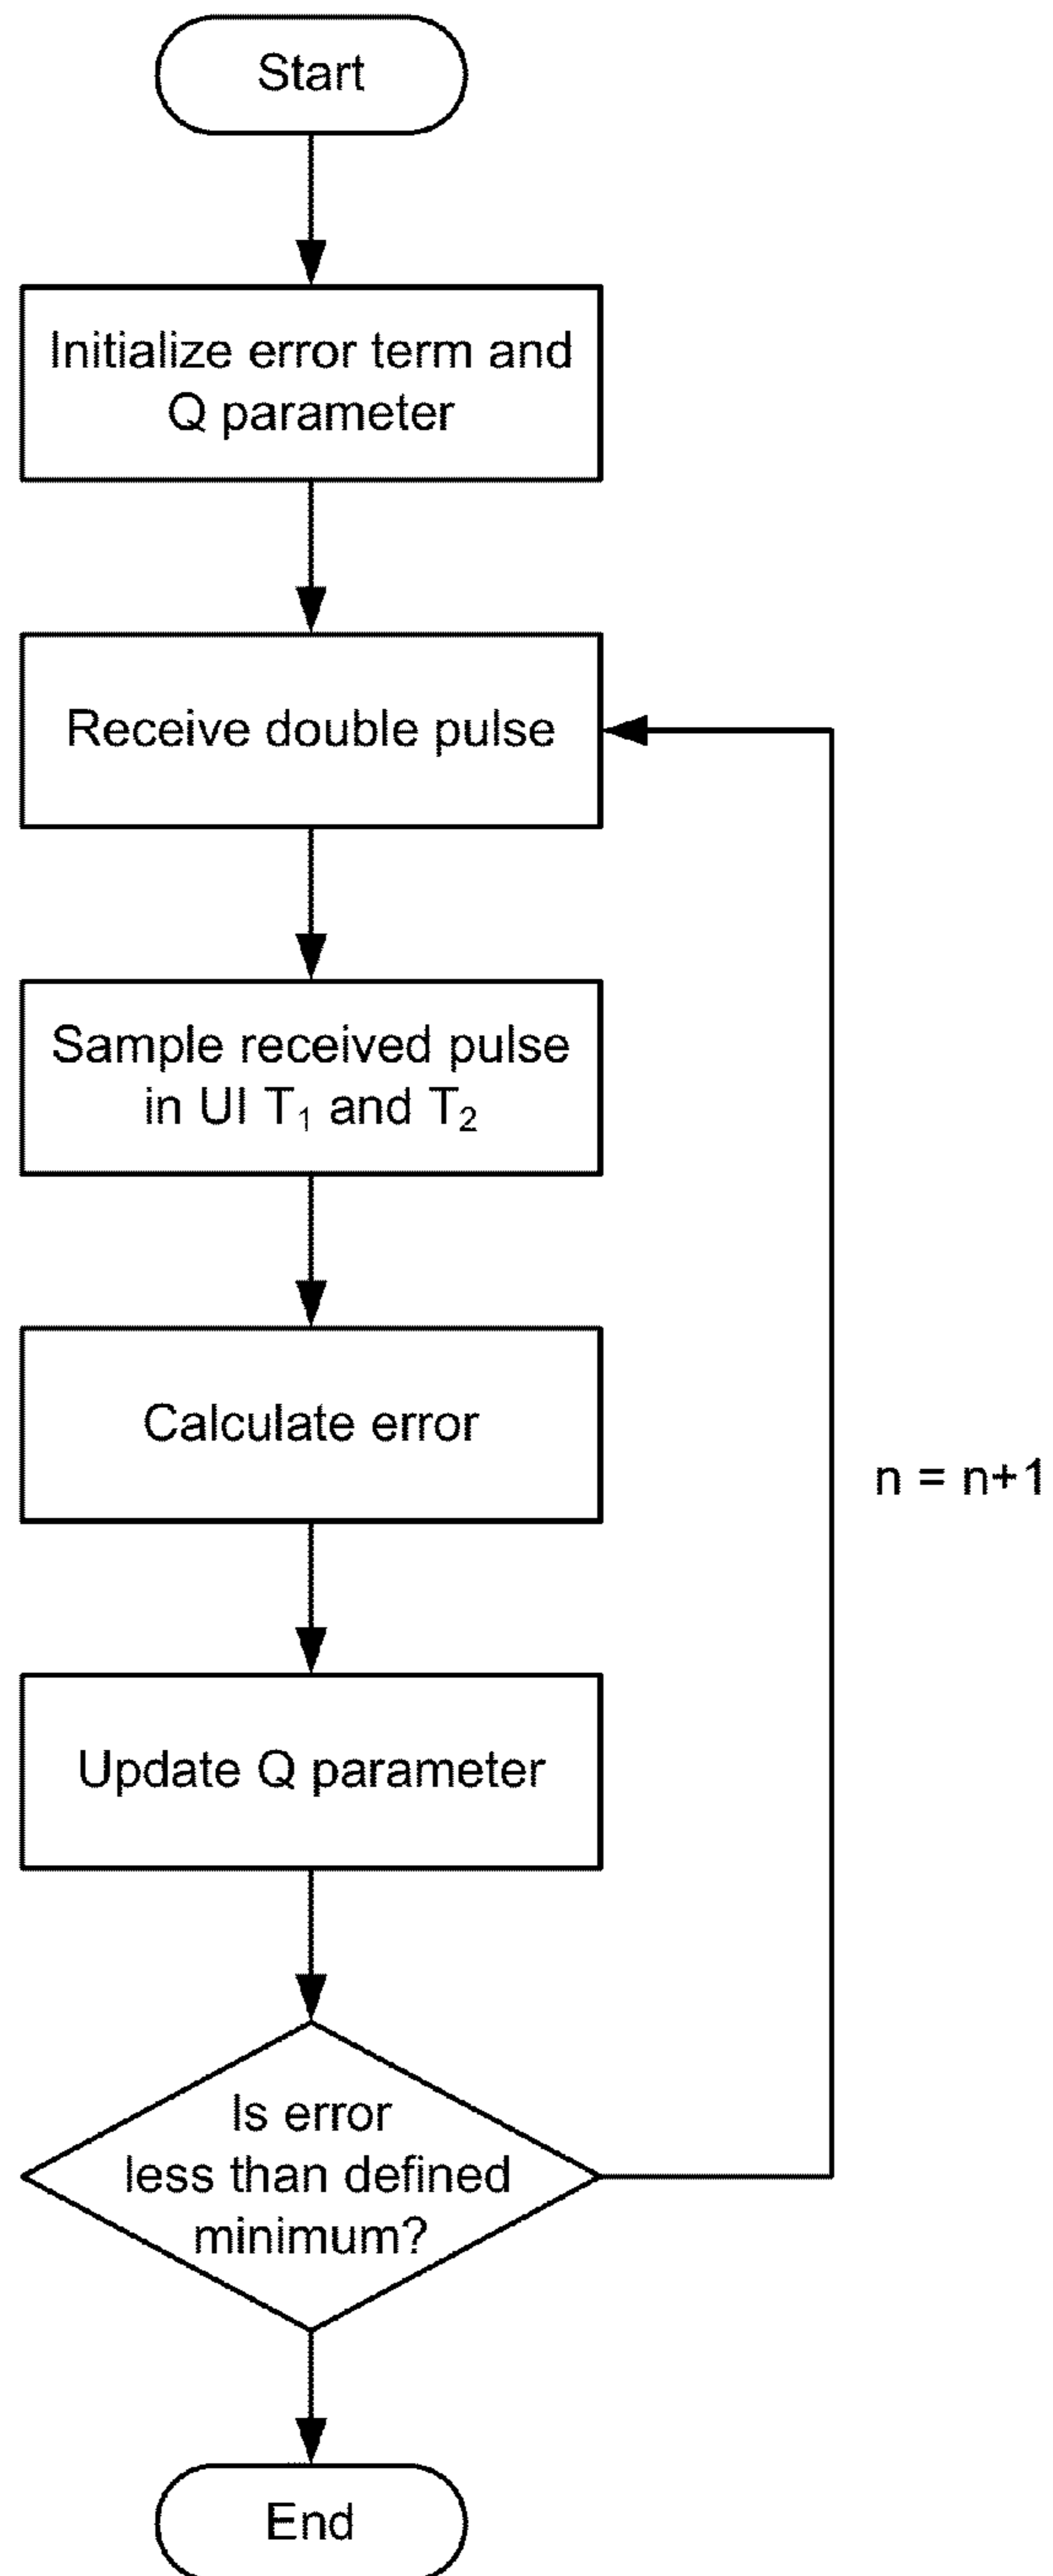 Start
Initialize error term and
Q parameter
Receive double pulse
Sample received pulse
in UI T₁ and T₂
Calculate error
n = n+1
Update Q parameter
Is error
less than defined
minimum?
End